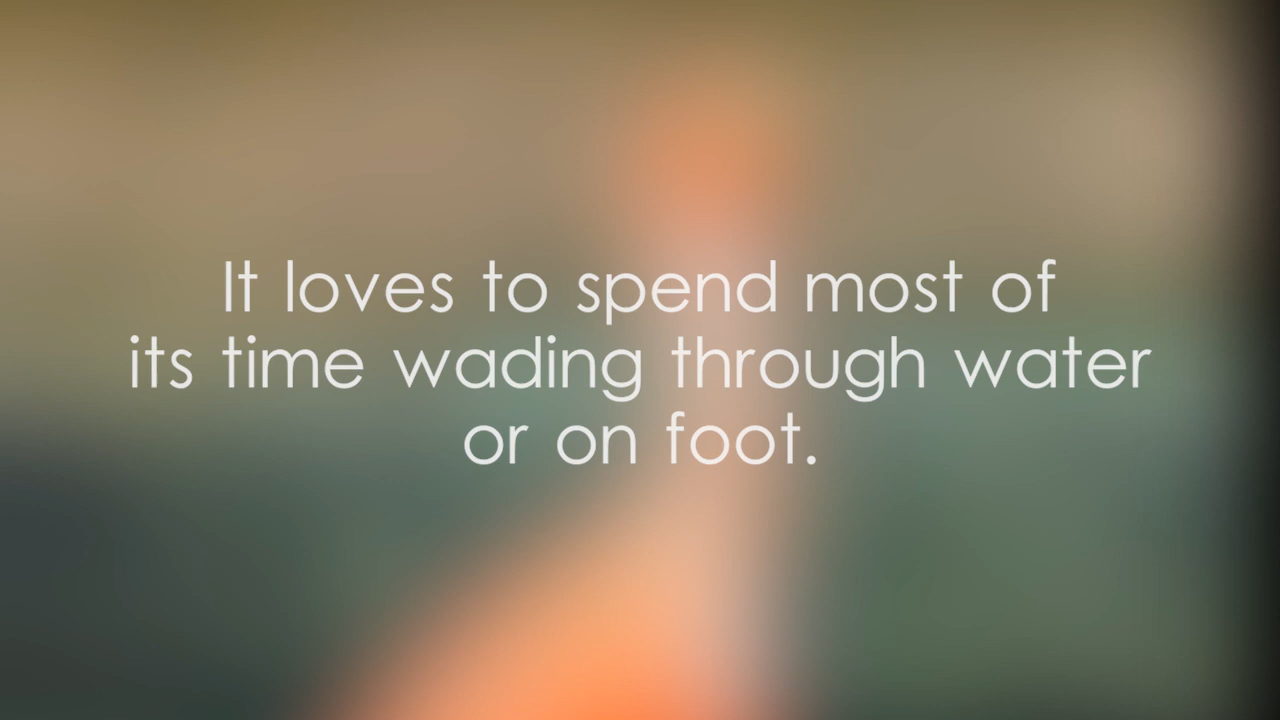 It loves to spend most of
its time wading through water
or on foot.